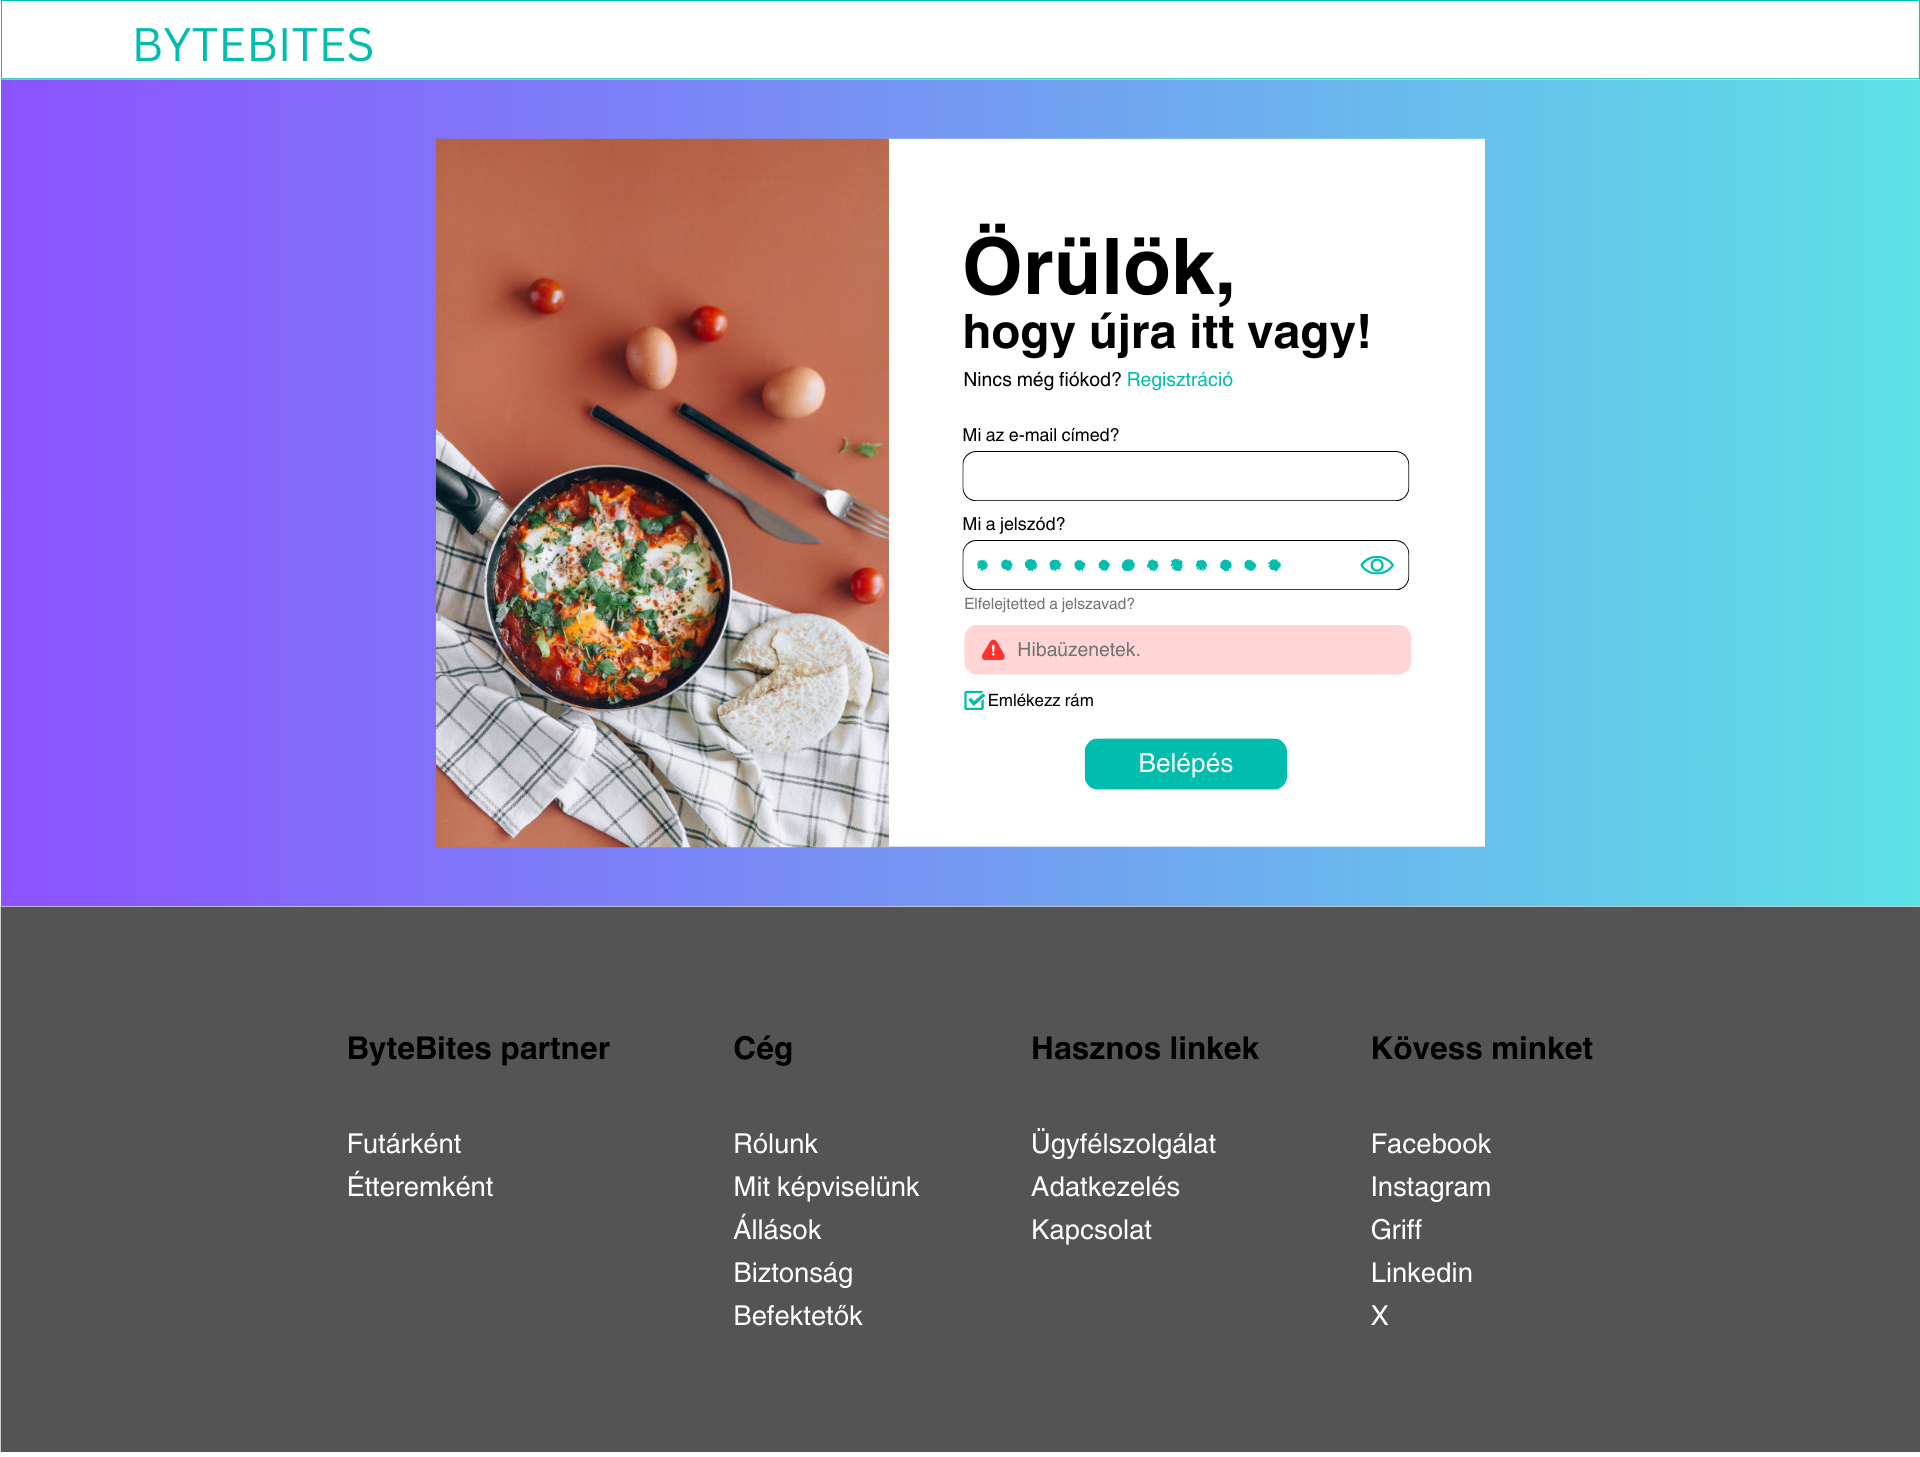 BYTEBITES
Örülök,
hogy újra itt vagy!
Nincs még fiókod? Regisztráció
Mi az e-mail címed?
Mi a jelszód?
Elfelejtetted a jelszavad?
Hibaüzenetek.
Emlékezz rám
Belépés
ByteBites partner
Futárként
Étteremként
Cég
Rólunk
Mit képviselünk
Állások
Biztonság
Befektetők
Hasznos linkek
Ügyfélszolgálat
Adatkezelés
Kapcsolat
Kövess minket
Facebook
Instagram
Griff
Linkedin
X